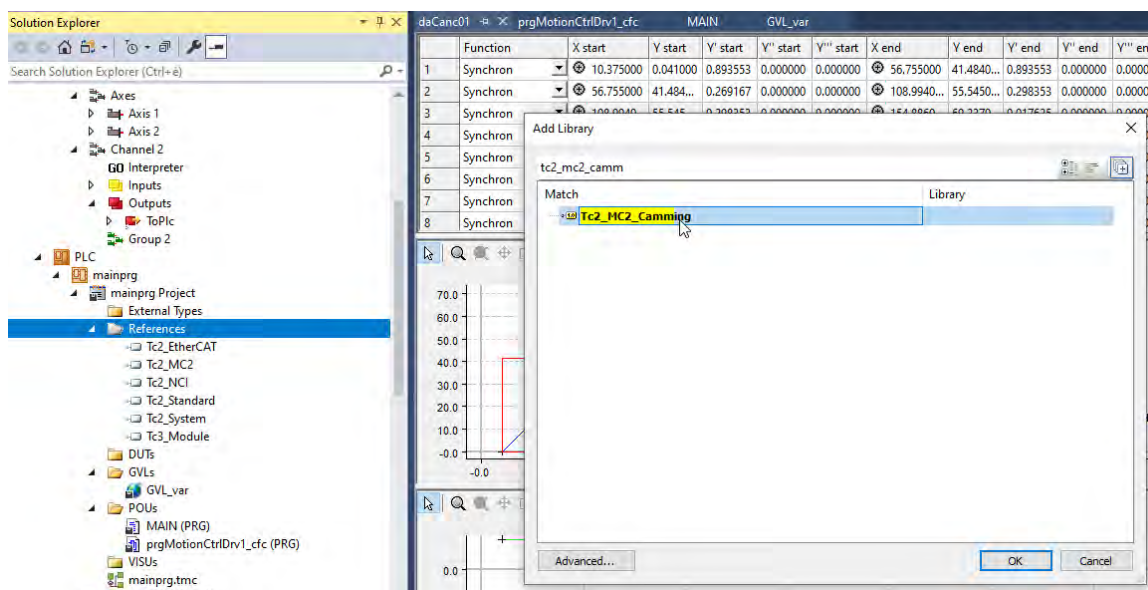 Solution Explorer
Search Solution Explorer (Ctrl+è)
Axes
Axis 1
Axis 2
Channel 2
GO Interpreter
Inputs
Outputs
ToPlc
Group 2
PLC
mainprg
mainprg Project
External Types
References
Tc2_EtherCAT
Tc2_MC2
Tc2_NCI
Tc2_Standard
Tc2_System
Tc3_Module
DUTs
GVLs
GVL_var
POUs
MAIN (PRG)
prgMotionCtrlDrv1_cfc (PRG)
VISUs
mainprg.tmc
daCanc01 prgMotionCtrlDrv1_cfc MAIN GVL_var
Function X start Y start Y' start Y'' start Y''' start X end Y end Y' end Y'' end
1 Synchron 10.375000 0.041000 0.893553 0.000000 0.000000 56.755000 41.4840... 0.893553 0.000000
2 Synchron 56.755000 41.484... 0.269167 0.000000 0.000000 108.9940... 55.5450... 0.298353 0.000000
3 Synchron
4 Synchron
5 Synchron
6 Synchron
7 Synchron
8 Synchron
70.0
60.0
50.0
40.0
30.0
20.0
10.0
-0.0
-0.0
0.0
Add Library
tc2_mc2_camm
Match Library
Tc2_MC2_Camming
Advanced... OK Cancel